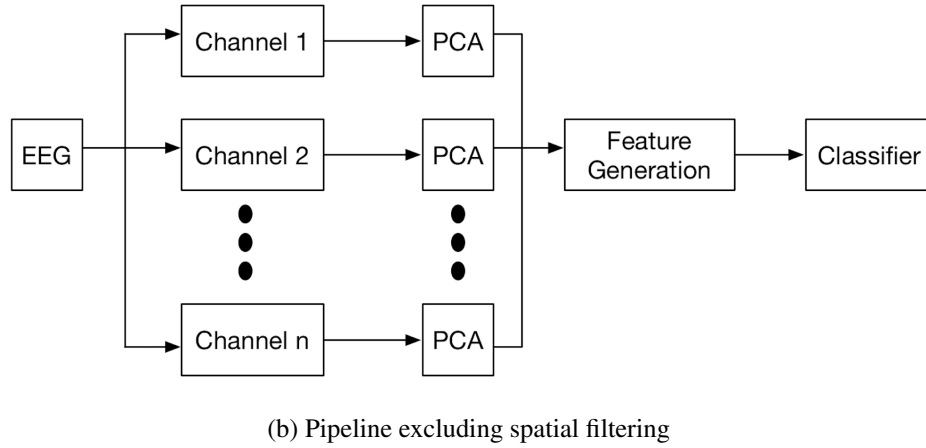 Channel 1
PCA
EEG
Channel 2
PCA
Feature
Generation
Classifier
Channel n
PCA
(b) Pipeline excluding spatial filtering